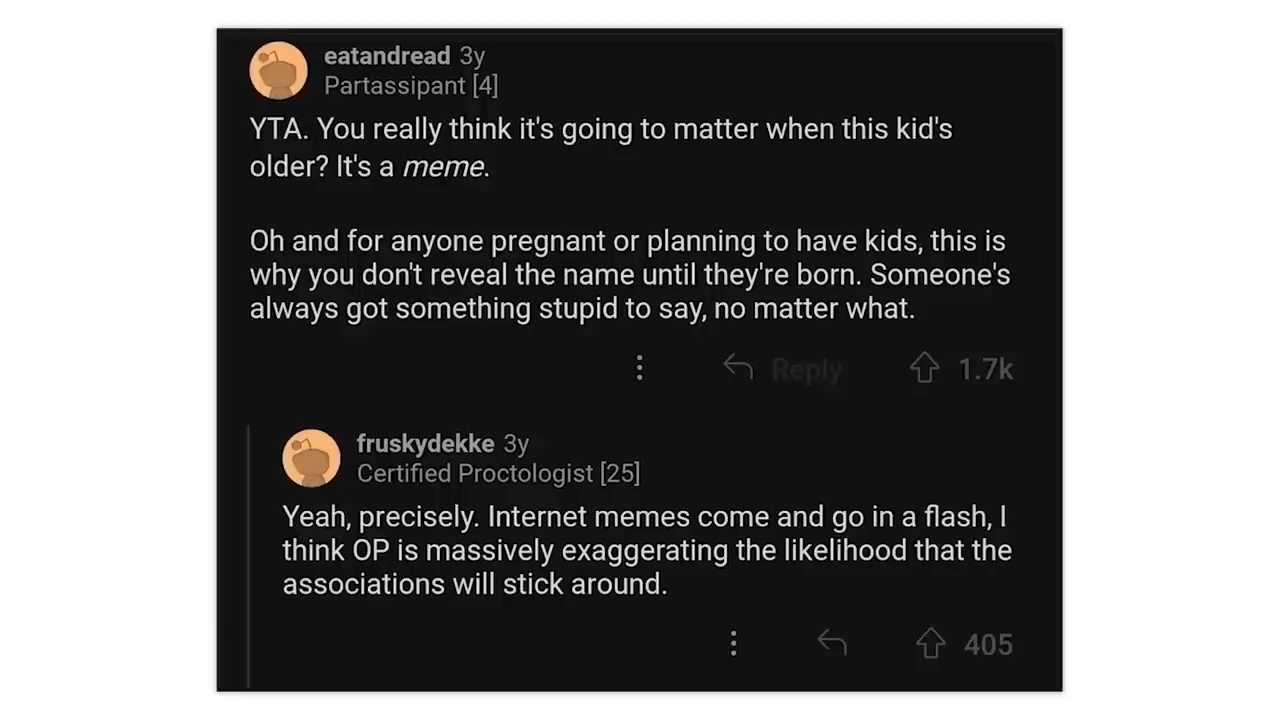 eatandread 3y
Partassipant [4]
YTA. You really think it's going to matter when this kid's
older? It's a meme.
Oh and for anyone pregnant or planning to have kids, this is
why you don't reveal the name until they're born. Someone's
always got something stupid to say, no matter what.
Reply 1.7k
fruskydekke 3y
Certified Proctologist [25]
Yeah, precisely. Internet memes come and go in a flash, I
think OP is massively exaggerating the likelihood that the
associations will stick around.
405